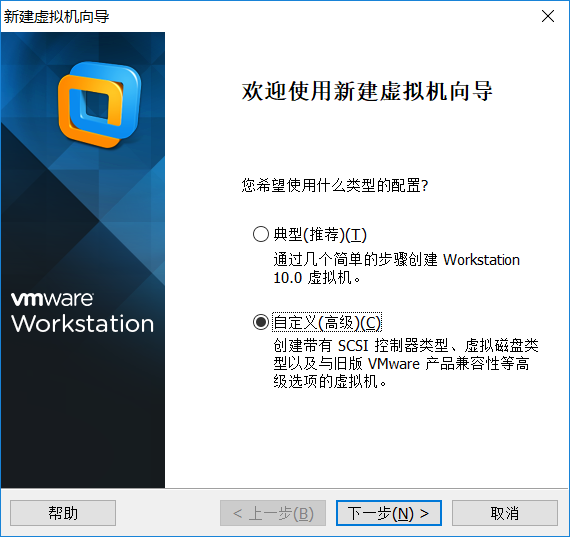 新建虚拟机向导
欢迎使用新建虚拟机向导
您希望使用什么类型的配置?
典型(推荐)(T)
通过几个简单的步骤创建 Workstation
10.0 虚拟机。
vmware
Workstation
自定义(高级)(C)
创建带有 SCSI 控制器类型、虚拟磁盘类
型以及与旧版 VMware 产品兼容性等高
级选项的虚拟机。
帮助
< 上一步(B)
下一步(N) >
取消